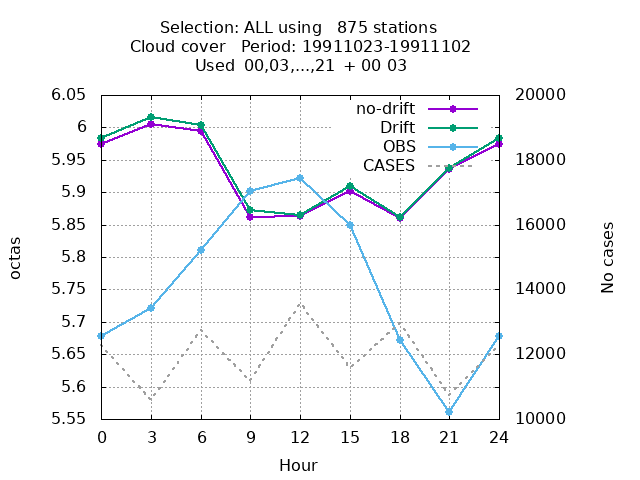 Selection: ALL using   875 stations
Cloud cover   Period: 19911023-19911102
Used  00,03,...,21  + 00 03
no-drift
Drift
OBS
CASES
6.05
6
5.95
5.9
5.85
5.8
5.75
5.7
5.65
5.6
5.55
octas
20000
18000
16000
14000
12000
10000
No cases
0 3 6 9 12 15 18 21 24
Hour